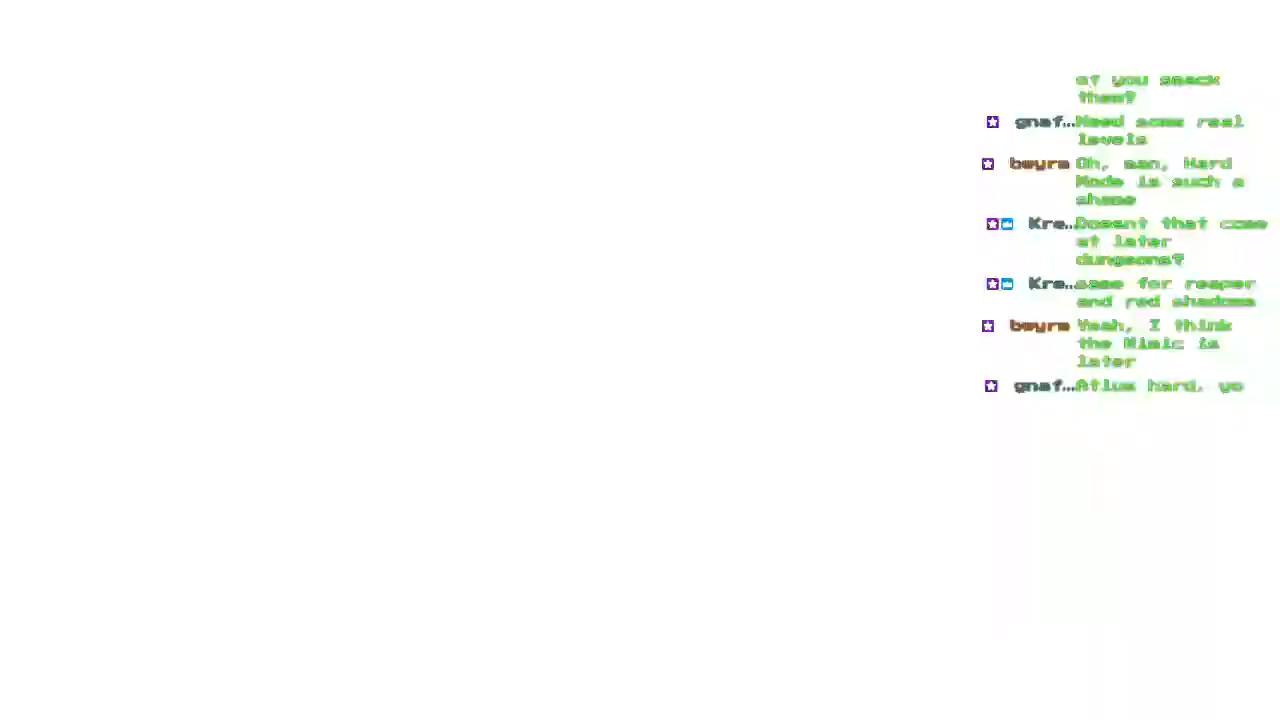 of you smack
them?
gnaf… Need some real
levels
bmyra Oh, man, Hard
Mode is such a
shame
Kre… Doesnt that come
at later
dungeons?
Kre… same for reaper
and red shadows
Yeah, I think
the Mimic is
later
gnaf… Atlus hard, yo